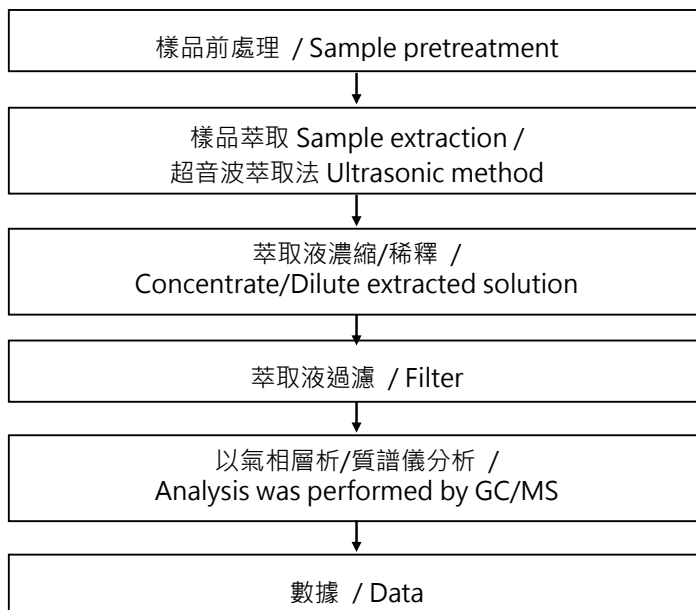 樣品前處理 / Sample pretreatment
樣品萃取 Sample extraction /
超音波萃取法 Ultrasonic method
萃取液濃縮/稀釋 /
Concentrate/Dilute extracted solution
萃取液過濾 / Filter
以氣相層析/質譜儀分析 /
Analysis was performed by GC/MS
數據 / Data